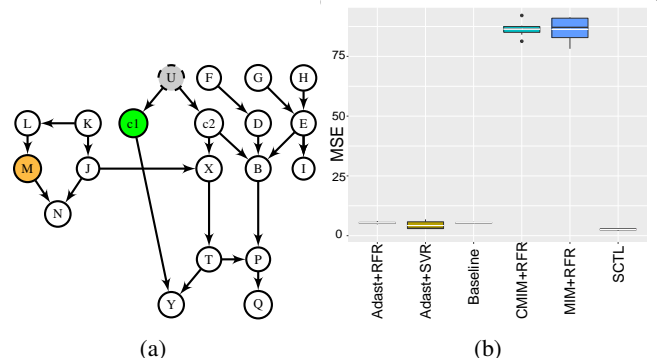 U F G H
L K c1 c2 D E
M J X B I
N
T P
Y Q
(a)
MSE
75
50
25
0
Adast+RFR
Adast+SVR
Baseline
CMIM+RFR
MIM+RFR
SCTL
(b)